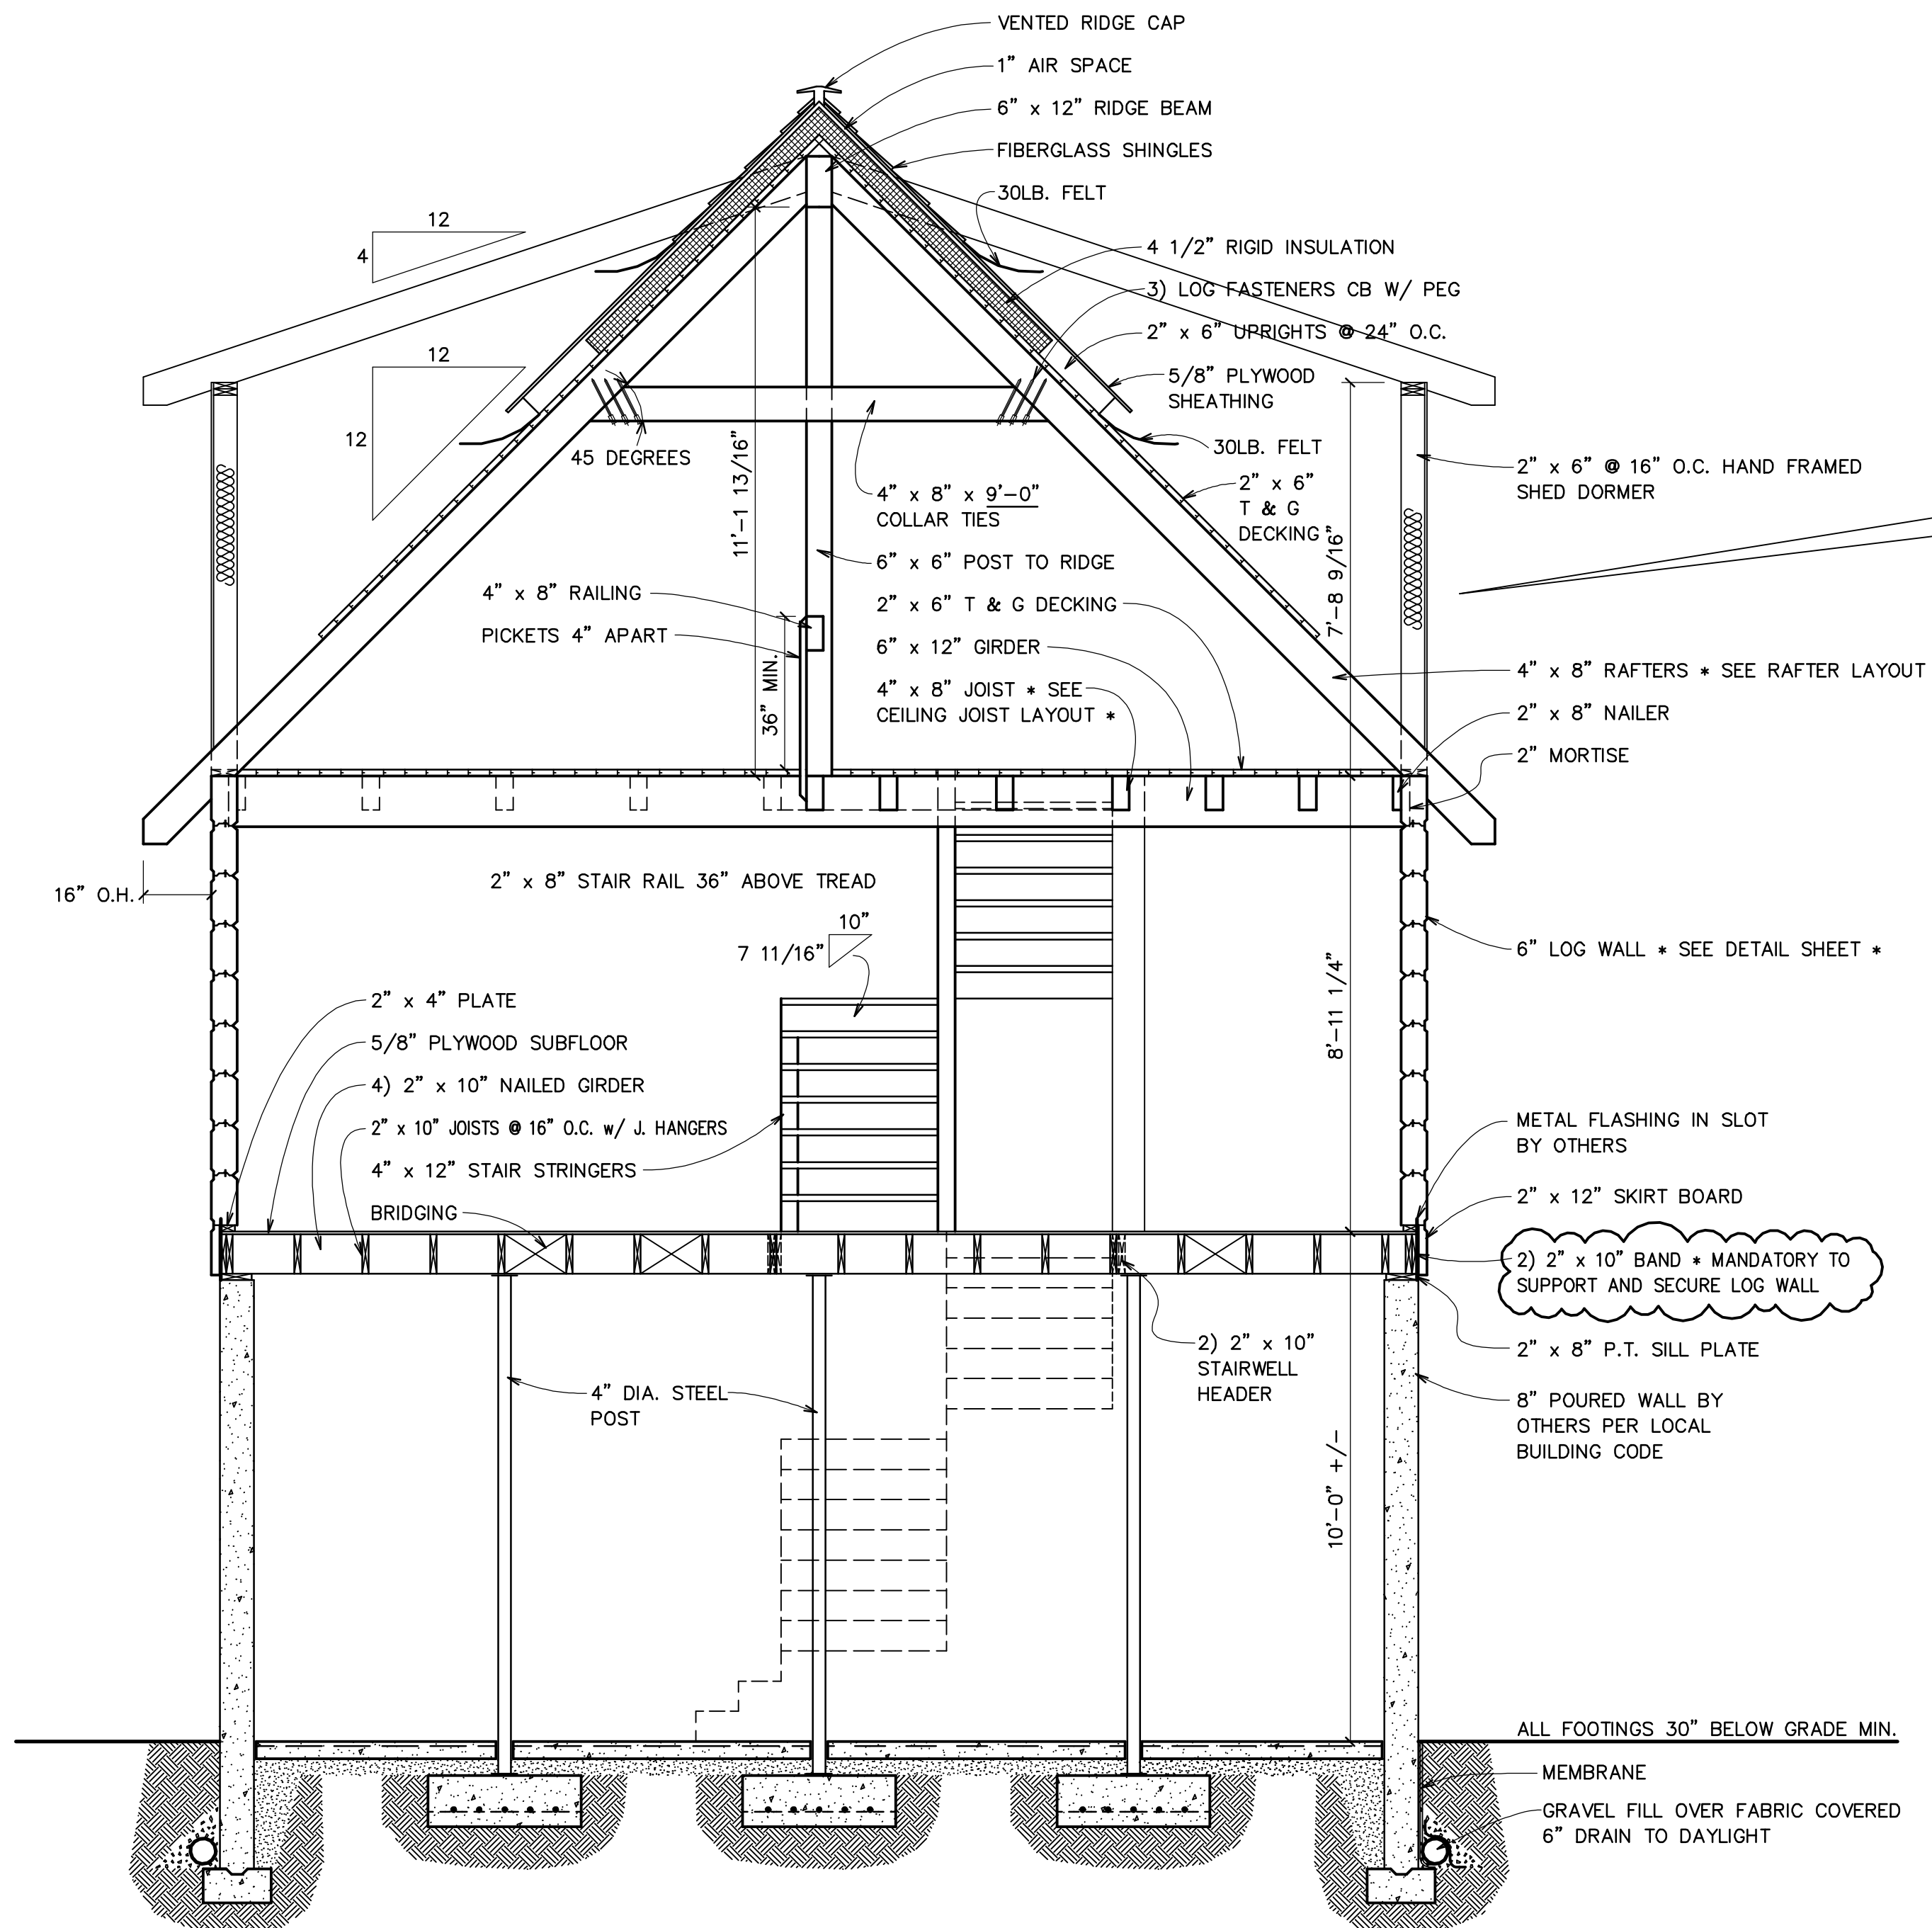 VENTED RIDGE CAP
1” AIR SPACE
6” x 12” RIDGE BEAM
FIBERGLASS SHINGLES
30LB. FELT
12
4
4 1/2” RIGID INSULATION
3) LOG FASTENERS CB W/ PEG
2” x 6” UPRIGHTS @ 24” O.C.
5/8” PLYWOOD
SHEATHING
12
12
30LB. FELT
45 DEGREES
2” x 6”
T & G
DECKING
2” x 6” @ 16” O.C. HAND FRAMED
SHED DORMER
11’-1 13/16”
4” x 8” x 9’-0”
COLLAR TIES
7’-8 9/16”
6” x 6” POST TO RIDGE
4” x 8” RAILING
2” x 6” T & G DECKING
PICKETS 4” APART
6” x 12” GIRDER
36” MIN.
4” x 8” JOIST * SEE
CEILING JOIST LAYOUT *
4” x 8” RAFTERS * SEE RAFTER LAYOUT
2” x 8” NAILER
2” MORTISE
16” O.H.
2” x 8” STAIR RAIL 36” ABOVE TREAD
10”
7 11/16”
6” LOG WALL * SEE DETAIL SHEET *
8’-11 1/4”
2” x 4” PLATE
5/8” PLYWOOD SUBFLOOR
4) 2” x 10” NAILED GIRDER
2” x 10” JOISTS @ 16” O.C. w/ J. HANGERS
4” x 12” STAIR STRINGERS
BRIDGING
METAL FLASHING IN SLOT
BY OTHERS
2” x 12” SKIRT BOARD
2) 2” x 10” BAND * MANDATORY TO
SUPPORT AND SECURE LOG WALL
2” x 8” P.T. SILL PLATE
2) 2” x 10”
STAIRWELL
HEADER
4” DIA. STEEL
POST
8” POURED WALL BY
OTHERS PER LOCAL
BUILDING CODE
10’-0” +/-
ALL FOOTINGS 30” BELOW GRADE MIN.
MEMBRANE
GRAVEL FILL OVER FABRIC COVERED
6” DRAIN TO DAYLIGHT